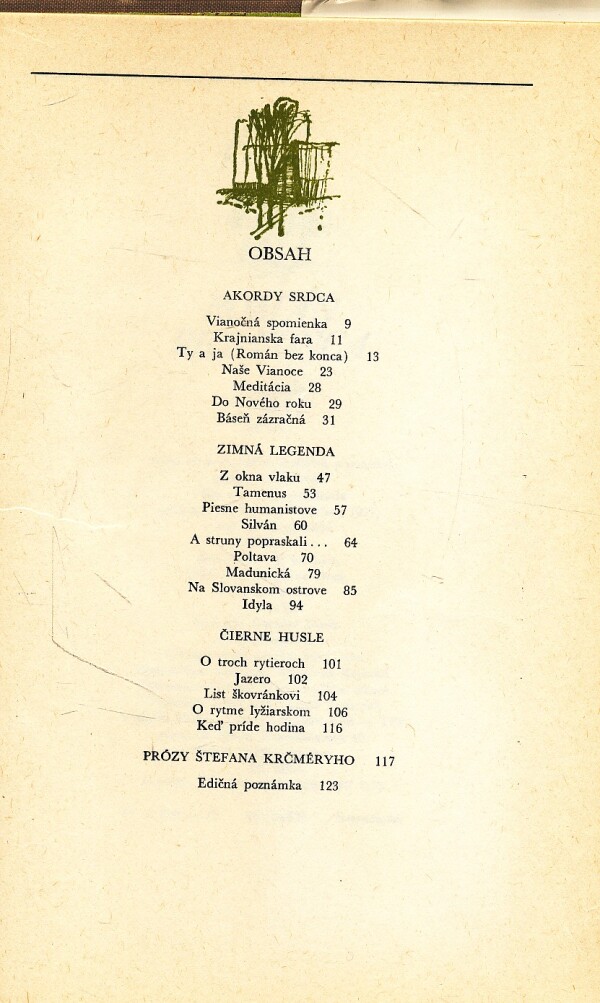 OBSAH
AKORDY SRDCA
Vianočná spomienka 9
Krajnianska fara 11
Ty a ja (Román bez konca) 13
Naše Vianoce 23
Meditácia 28
Do Nového roku 29
Báseň zázračná 31
ZIMNÁ LEGENDA
Z okna vlaku 47
Tamenus 53
Piesne humanistove 57
Silván 60
A struny popraskali... 64
Poltava 70
Madunická 79
Na Slovanskom ostrove 85
Idyla 94
ČIERNE HUSLE
O troch rytieroch 101
Jazero 102
List škovránkovi 104
O rytme lyžiarskom 106
Keď príde hodina 116
PRÓZY ŠTEFANA KRČMÉRYHO 117
Edičná poznámka 123